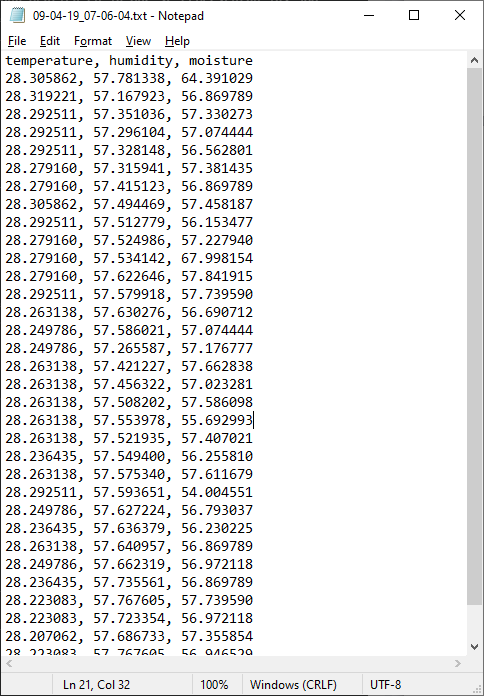 09-04-19_07-06-04.txt - Notepad
File Edit Format View Help
temperature, humidity, moisture
28.305862, 57.781338, 64.391029
28.319221, 57.167923, 56.869789
28.292511, 57.351036, 57.330273
28.292511, 57.296104, 57.074444
28.292511, 57.328148, 56.562801
28.279160, 57.315941, 57.381435
28.279160, 57.415123, 56.869789
28.305862, 57.494469, 57.458187
28.292511, 57.512779, 56.153477
28.279160, 57.524986, 57.227940
28.279160, 57.534142, 67.998154
28.279160, 57.622646, 57.841915
28.292511, 57.579918, 57.739590
28.263138, 57.630276, 56.690712
28.249786, 57.586021, 57.074444
28.249786, 57.265587, 57.176777
28.263138, 57.421227, 57.662838
28.263138, 57.456322, 57.023281
28.263138, 57.508202, 57.586098
28.263138, 57.553978, 55.692993
28.263138, 57.521935, 57.407021
28.236435, 57.549400, 56.255810
28.263138, 57.575340, 57.611679
28.292511, 57.593651, 54.004551
28.249786, 57.627224, 56.793037
28.236435, 57.636379, 56.230225
28.263138, 57.640957, 56.869789
28.249786, 57.662319, 56.972118
28.236435, 57.735561, 56.869789
28.223083, 57.767605, 57.739590
28.223083, 57.723354, 56.972118
28.207062, 57.686733, 57.355854
28.223083, 57.767605, 56.946529
Ln 21, Col 32 100% Windows (CRLF) UTF-8